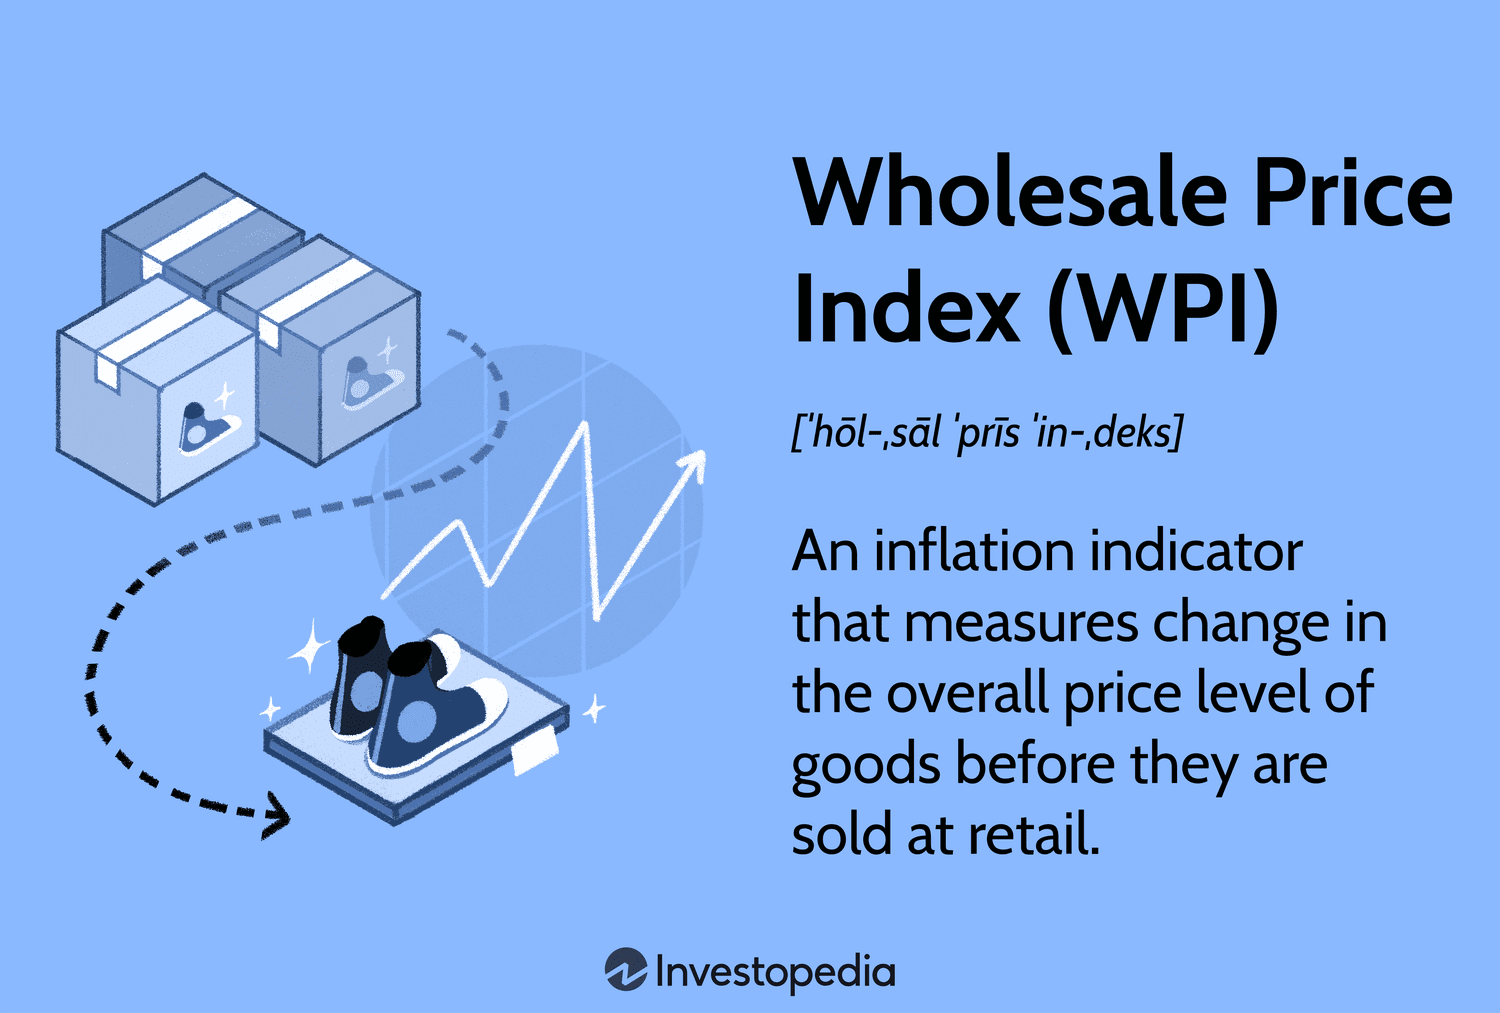 Wholesale Price
Index (WPI)
[ˈhōl-ˌsāl ˈprīs ˈin-ˌdeks]
An inflation indicator
that measures change in
the overall price level of
goods before they are
sold at retail.
Investopedia